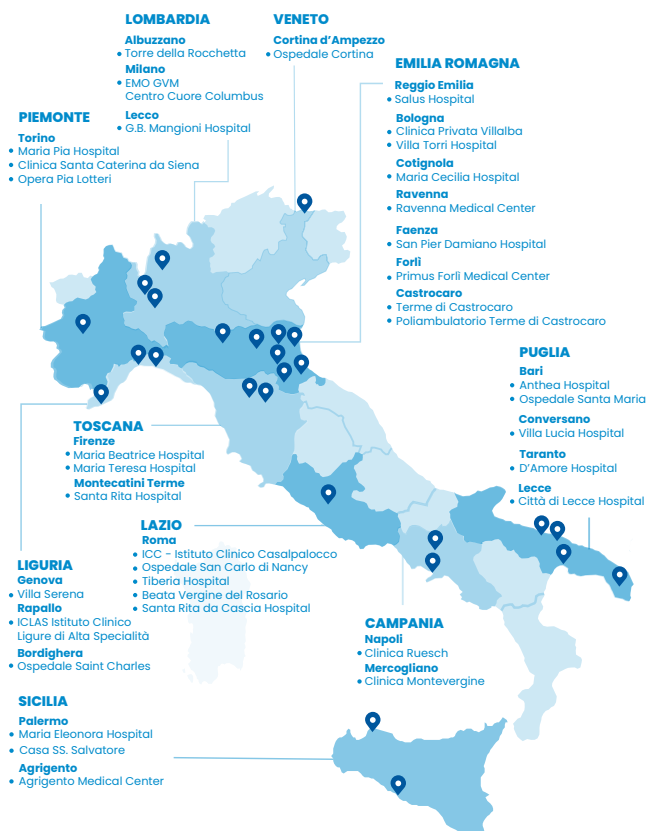 LOMBARDIA
Albuzzano
• Torre della Rocchetta
Milano
• EMO GVM
Centro Cuore Columbus
Lecco
• G.B. Mangioni Hospital
VENETO
Cortina d'Ampezzo
• Ospedale Cortina
EMILIA ROMAGNA
Reggio Emilia
• Salus Hospital
Bologna
• Clinica Privata Villalba
• Villa Torri Hospital
Cotignola
• Maria Cecilia Hospital
Ravenna
• Ravenna Medical Center
Faenza
• San Pier Damiano Hospital
Forlì
• Primus Forlì Medical Center
Castrocaro
• Terme di Castrocaro
• Poliambulatorio Terme di Castrocaro
PIEMONTE
Torino
• Maria Pia Hospital
• Clinica Santa Caterina da Siena
• Opera Pia Lotteri
PUGLIA
Bari
• Anthea Hospital
• Ospedale Santa Maria
Conversano
• Villa Lucia Hospital
Taranto
• D'Amore Hospital
Lecce
• Città di Lecce Hospital
TOSCANA
Firenze
• Maria Beatrice Hospital
• Maria Teresa Hospital
Montecatini Terme
• Santa Rita Hospital
LAZIO
Roma
• ICC - Istituto Clinico Casalpalocco
• Ospedale San Carlo di Nancy
• Tiberia Hospital
• Beata Vergine del Rosario
• Santa Rita da Cascia Hospital
LIGURIA
Genova
• Villa Serena
Rapallo
• ICLAS Istituto Clinico
Ligure di Alta Specialità
Bordighera
• Ospedale Saint Charles
CAMPANIA
Napoli
• Clinica Ruesch
Mercogliano
• Clinica Montevergine
SICILIA
Palermo
• Maria Eleonora Hospital
• Casa SS. Salvatore
Agrigento
• Agrigento Medical Center